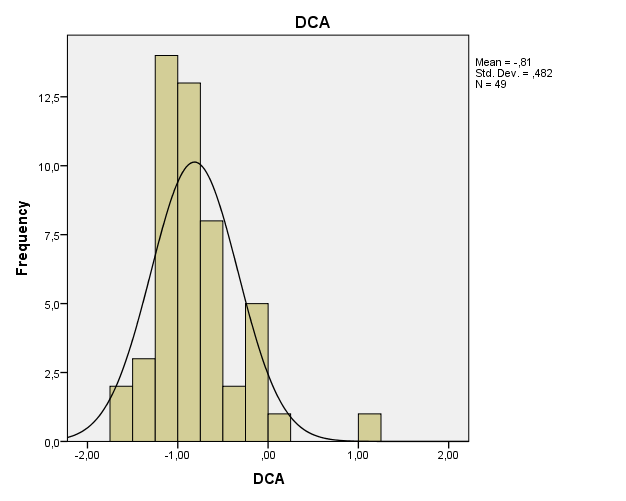 DCA
Mean = -,81
Std. Dev. = ,482
N = 49
Frequency
12,5
10,0
7,5
5,0
2,5
0,0
-2,00 -1,00 ,00 1,00 2,00
DCA